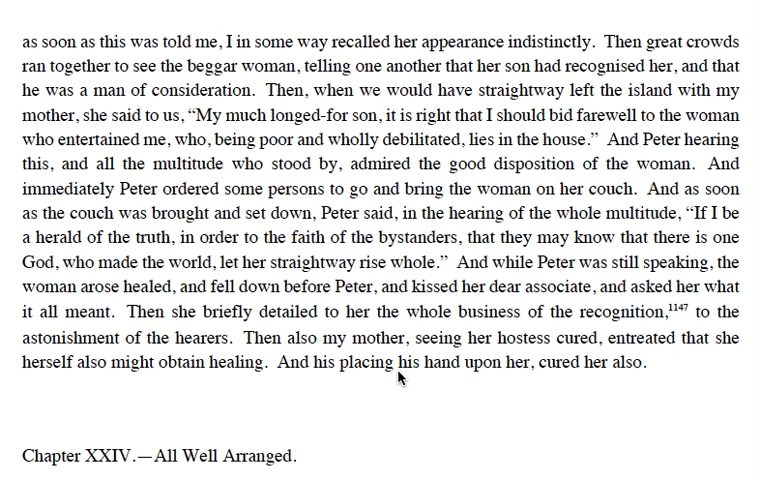 as soon as this was told me, I in some way recalled her appearance indistinctly. Then great crowds
ran together to see the beggar woman, telling one another that her son had recognised her, and that
he was a man of consideration. Then, when we would have straightway left the island with my
mother, she said to us, “My much longed-for son, it is right that I should bid farewell to the woman
who entertained me, who, being poor and wholly debilitated, lies in the house.” And Peter hearing
this, and all the multitude who stood by, admired the good disposition of the woman. And
immediately Peter ordered some persons to go and bring the woman on her couch. And as soon
as the couch was brought and set down, Peter said, in the hearing of the whole multitude, “If I be
a herald of the truth, in order to the faith of the bystanders, that they may know that there is one
God, who made the world, let her straightway rise whole.” And while Peter was still speaking, the
woman arose healed, and fell down before Peter, and kissed her dear associate, and asked her what
it all meant. Then she briefly detailed to her the whole business of the recognition,1147 to the
astonishment of the hearers. Then also my mother, seeing her hostess cured, entreated that she
herself also might obtain healing. And his placing his hand upon her, cured her also.
Chapter XXIV.—All Well Arranged.